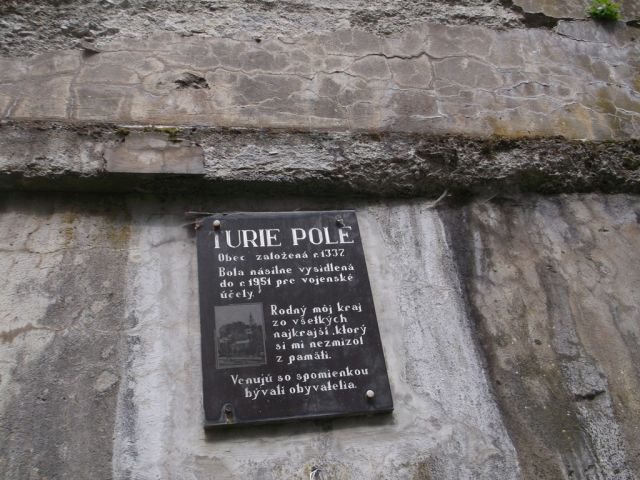 TURIE POLE
Obec založená r.1332
Bola násilne vysídlená
do r.1951 pre vojenské
účely.
Rodný môj kraj
zo všetkých
najkrajší, ktorý
si mi nezmizol
z pamäti.
Venujú so spomienkou
bývalí obyvatelia.